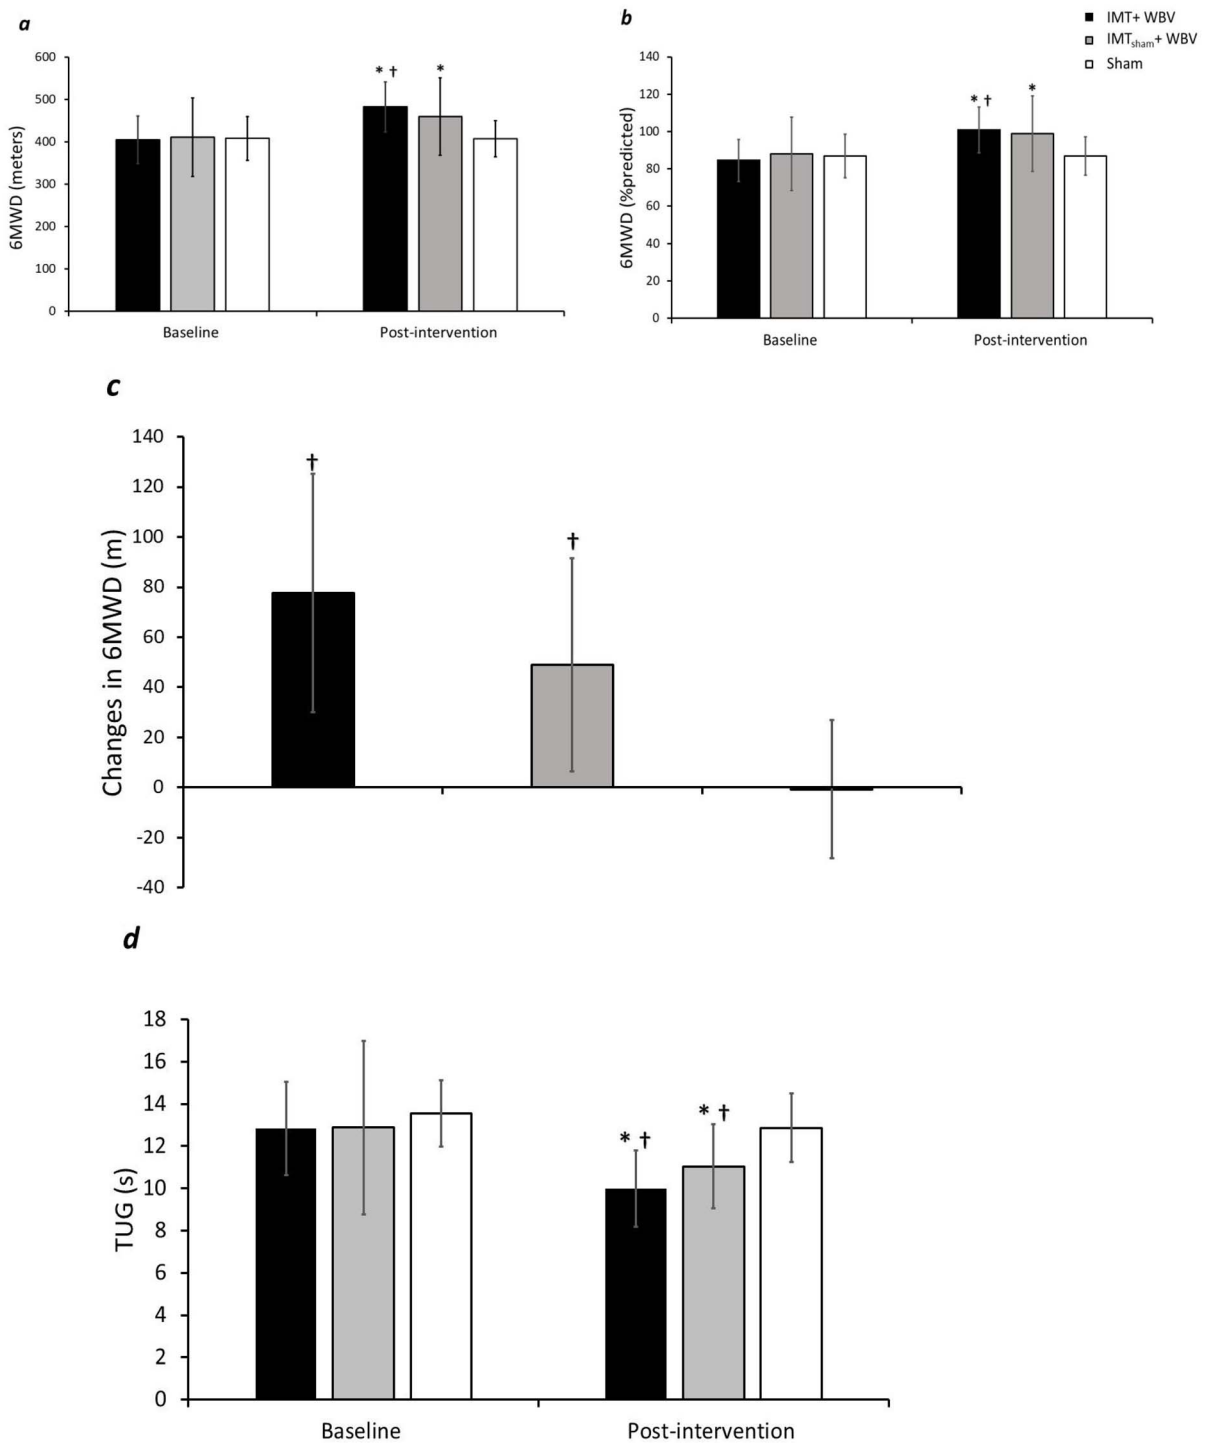 a
600
500
400
300
200
100
0
6MWD (meters)
* †
*
Baseline
Post-intervention
b
IMT+ WBV
IMTsham+ WBV
Sham
140
120
100
80
60
40
20
0
6MWD (%predicted)
* †
*
Baseline
Post-intervention
c
140
120
100
80
60
40
20
0
-20
-40
Changes in 6MWD (m)
†
†
d
18
16
14
12
10
8
6
4
2
0
TUG (s)
* †
* †
Baseline
Post-intervention